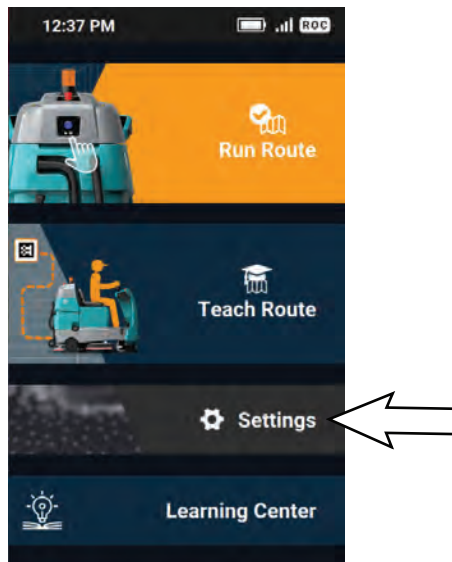 12:37 PM ROC
Run Route
Teach Route
Settings
Learning Center